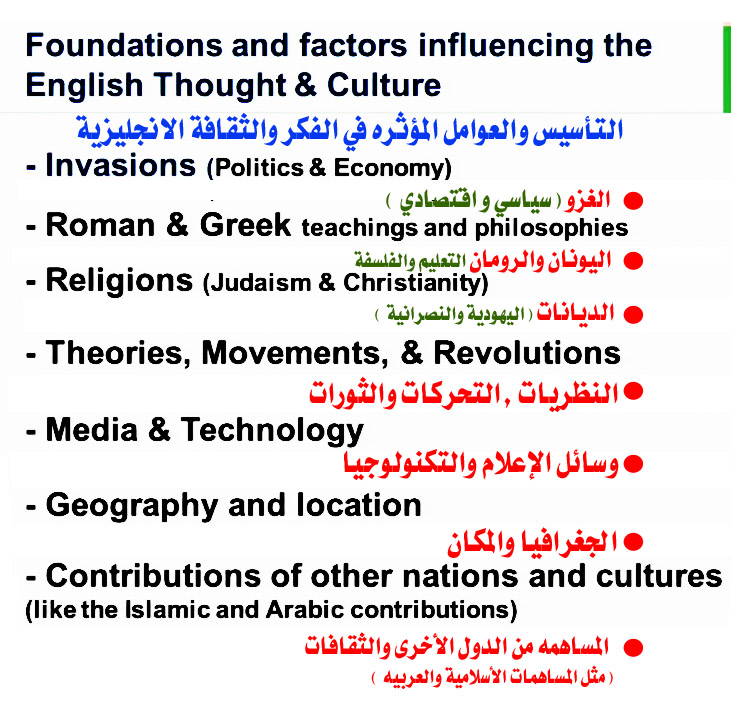 Foundations and factors influencing the
English Thought & Culture
التأسيس والعوامل المؤثره في الفكر والثقافة الانجليزية
- Invasions (Politics & Economy)
● الغزو ( سياسي و اقتصادي )
- Roman & Greek teachings and philosophies
● اليونان والرومان التعليم والفلسفة
- Religions (Judaism & Christianity)
● الديانات ( اليهودية والنصرانية )
- Theories, Movements, & Revolutions
● النظريات , التحركات والثورات
- Media & Technology
● وسائل الإعلام والتكنولوجيا
- Geography and location
● الجغرافيا والمكان
- Contributions of other nations and cultures
(like the Islamic and Arabic contributions)
● المساهمه من الدول الأخرى والثقافات
( مثل المساهمات الأسلامية والعربيه )